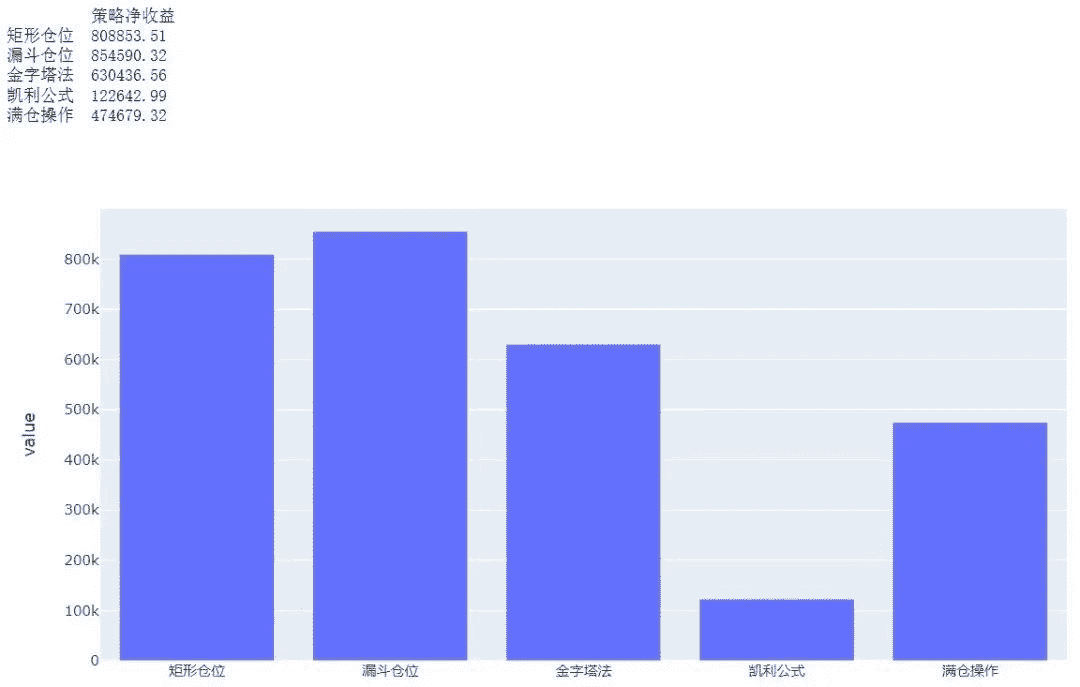 策略净收益
矩形仓位 808853.51
漏斗仓位 854590.32
金字塔法 630436.56
凯利公式 122642.99
满仓操作 474679.32
800k
700k
600k
500k
400k
300k
200k
100k
0
value
矩形仓位 漏斗仓位 金字塔法 凯利公式 满仓操作